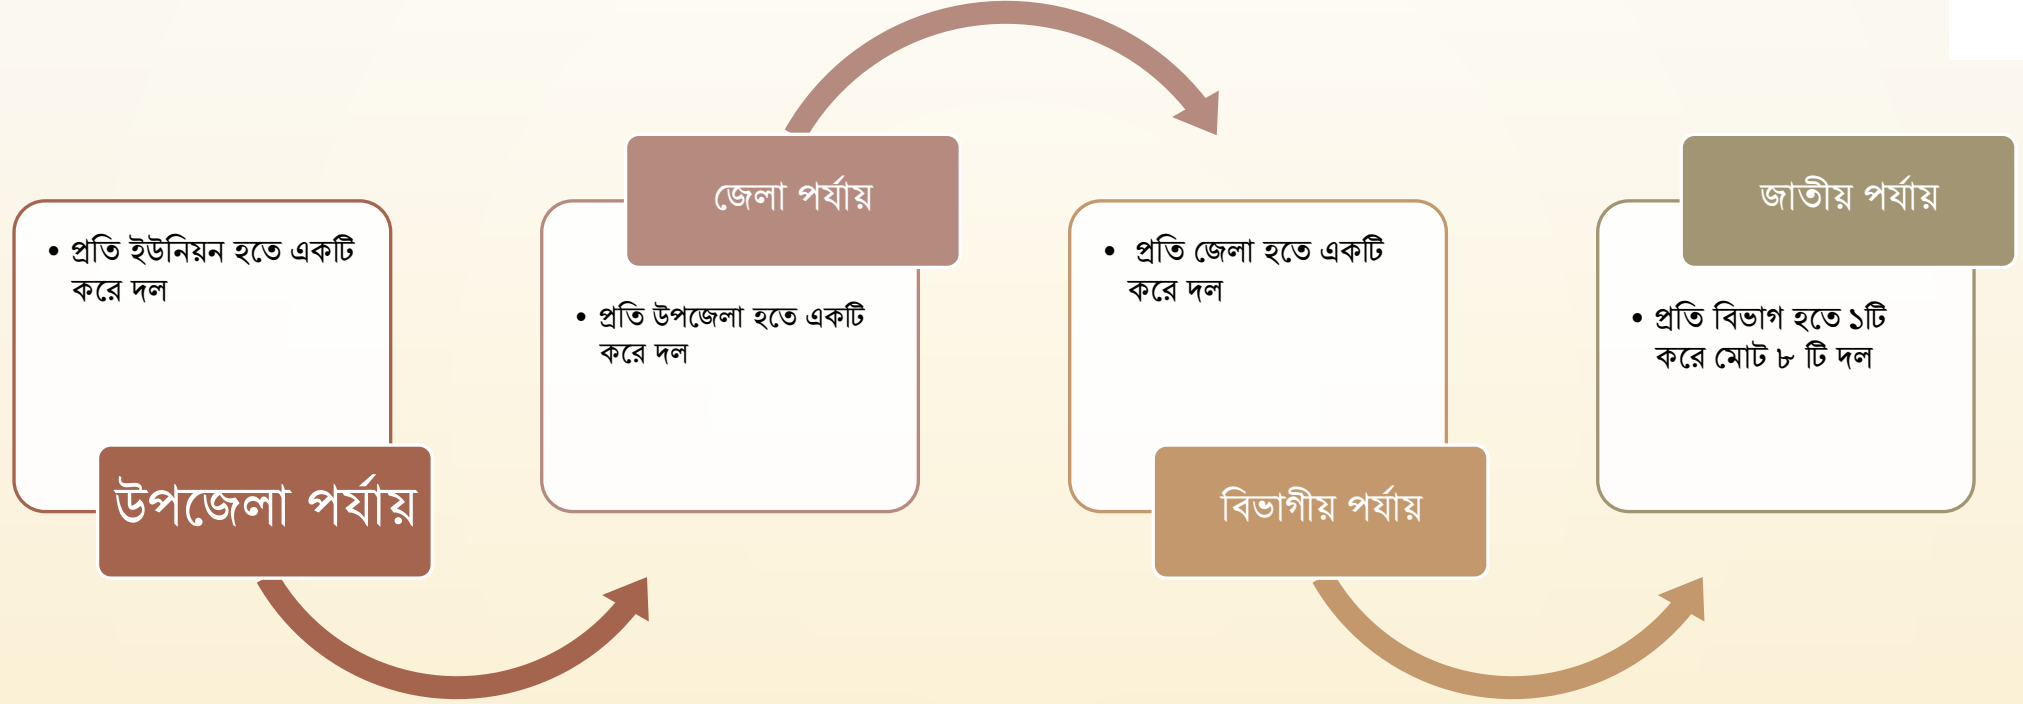 প্রতি ইউনিয়ন হতে একটি
করে দল
উপজেলা পর্যায়
জেলা পর্যায়
প্রতি উপজেলা হতে একটি
করে দল
প্রতি জেলা হতে একটি
করে দল
বিভাগীয় পর্যায়
জাতীয় পর্যায়
প্রতি বিভাগ হতে ১টি
করে মোট ৮ টি দল